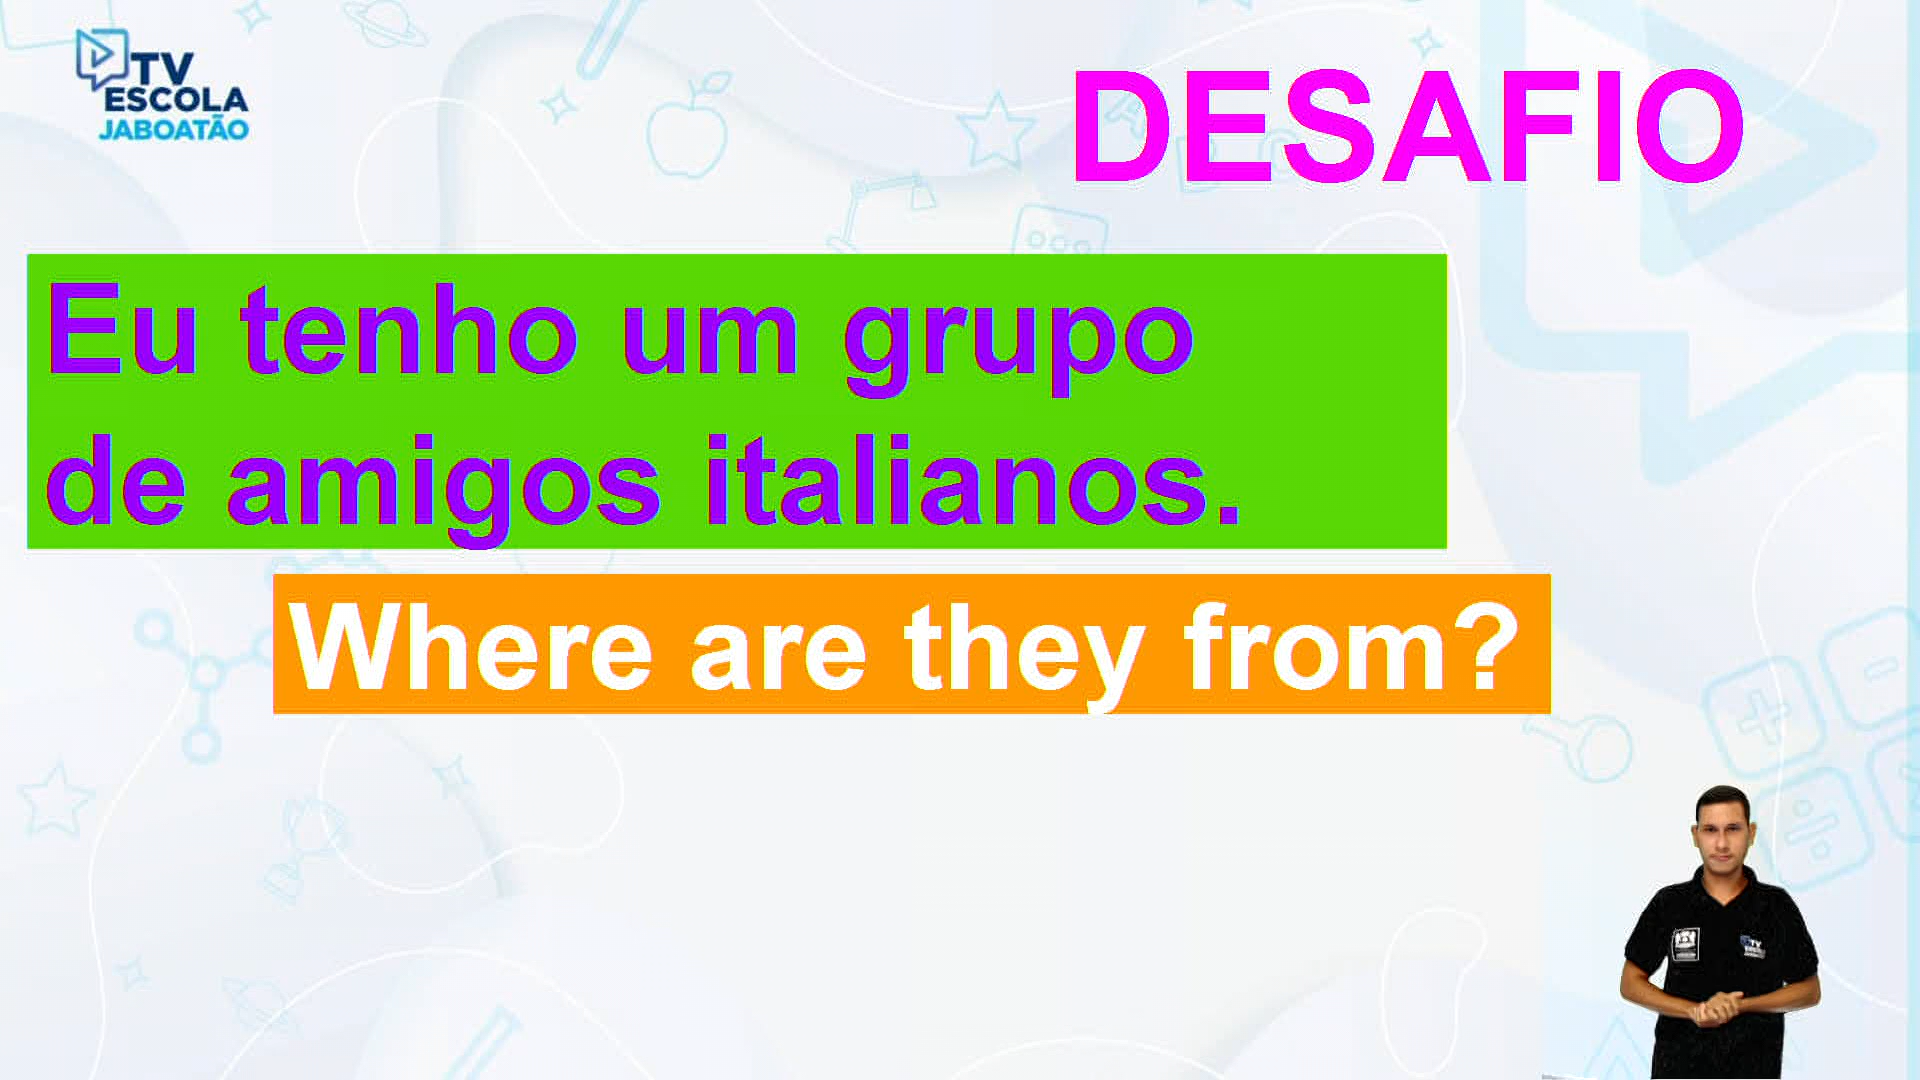 TV
ESCOLA
JABOATÃO
DESAFIO
Eu tenho um grupo
de amigos italianos.
Where are they from?